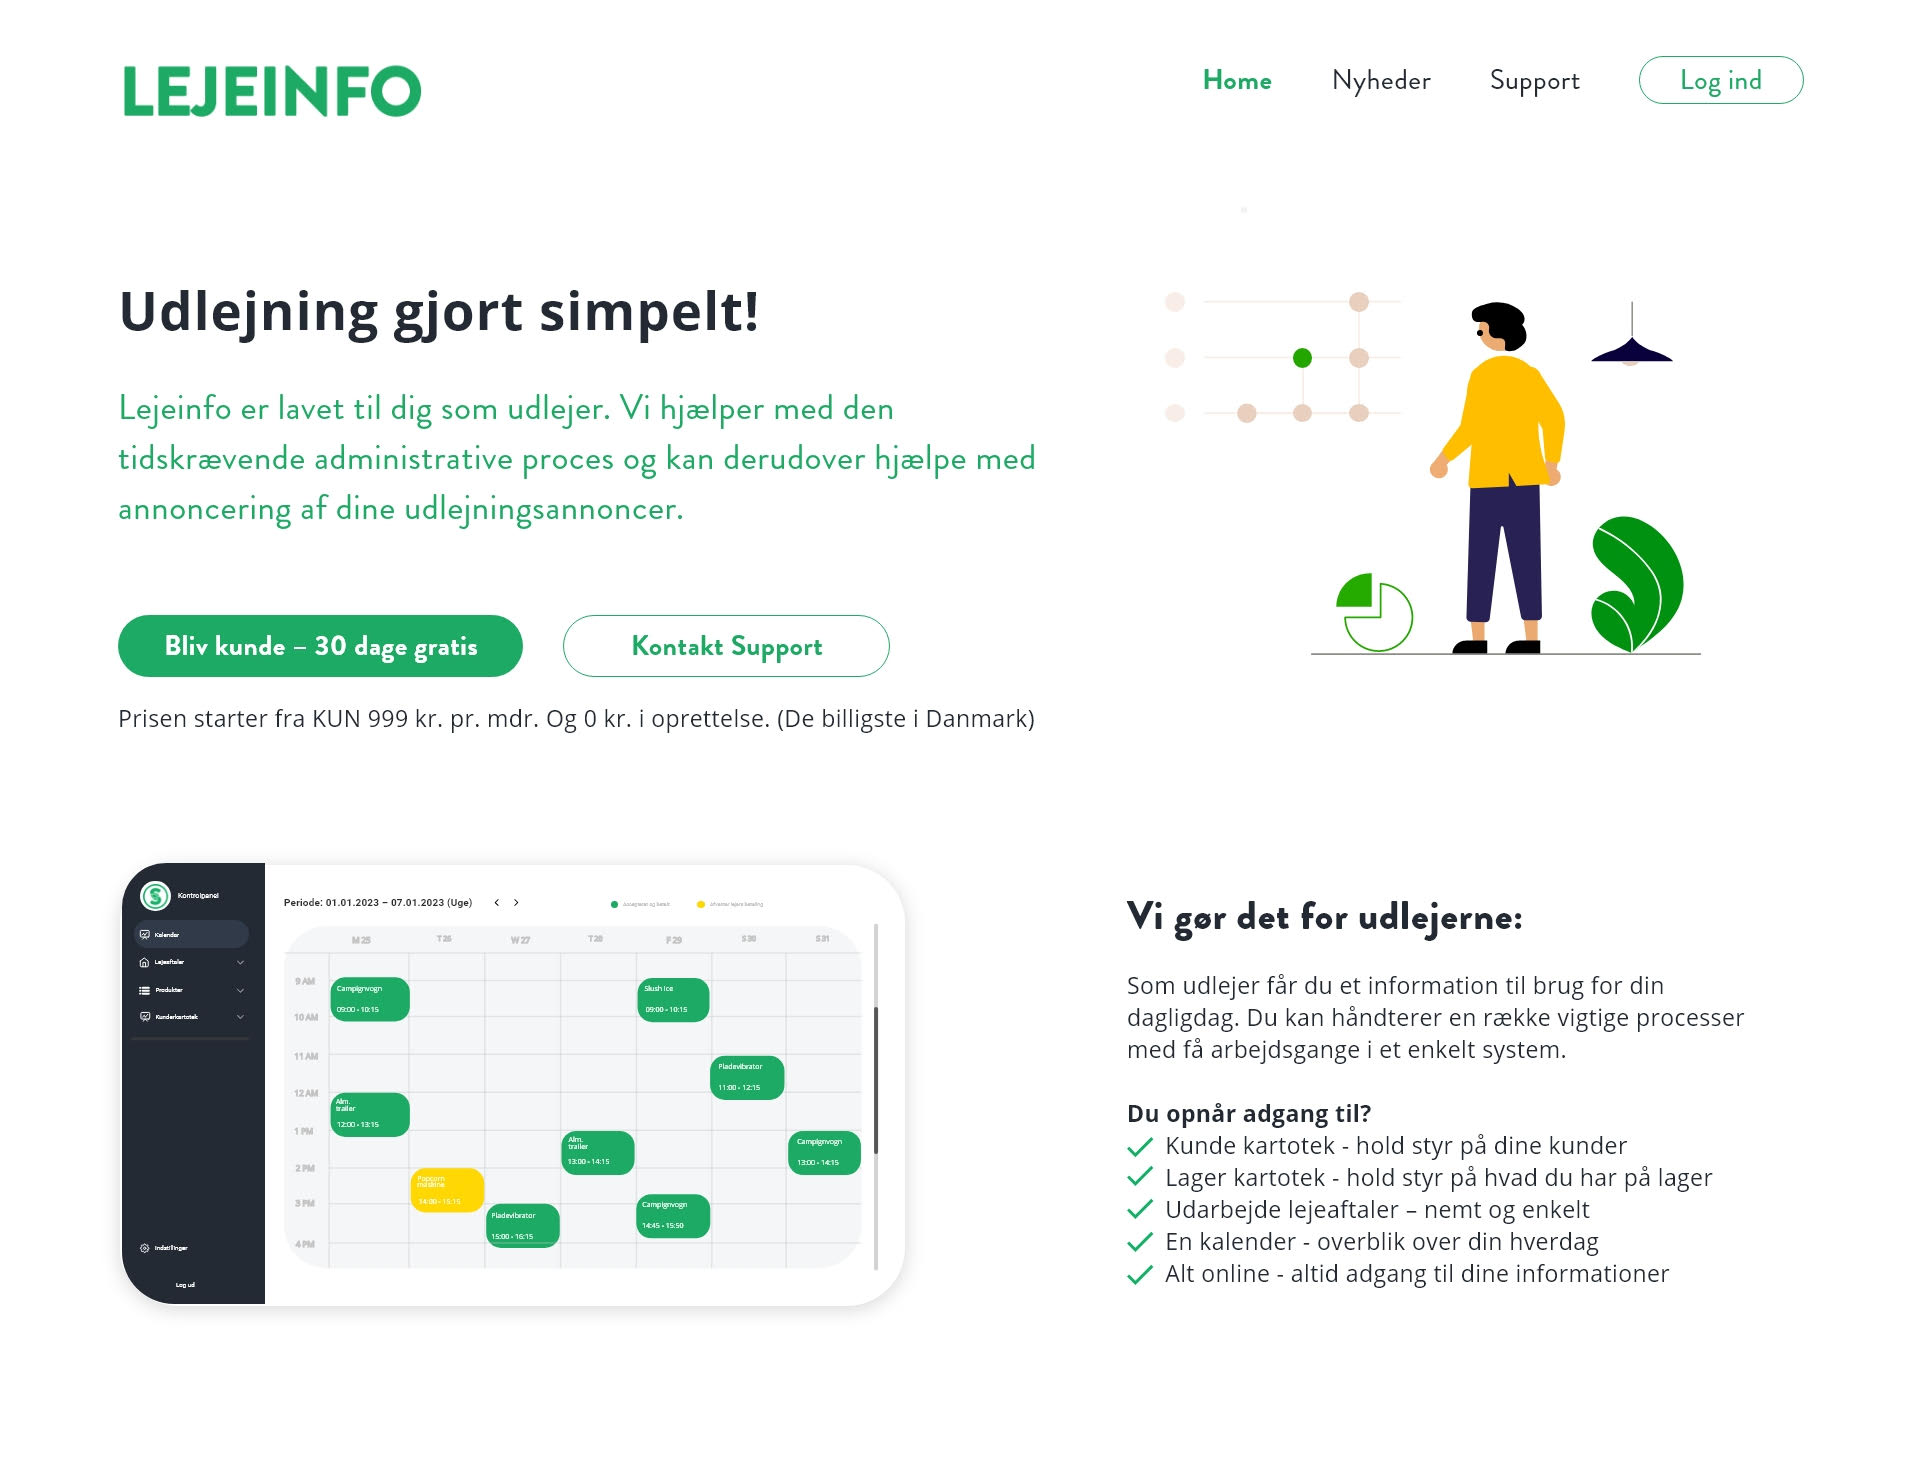 LEJEINFO
Home
Nyheder
Support
Log ind
Udlejning gjort simpelt!
Lejeinfo er lavet til dig som udlejer. Vi hjælper med den
tidskrævende administrative proces og kan derudover hjælpe med
annoncering af dine udlejningsannoncer.
Bliv kunde – 30 dage gratis
Kontakt Support
Prisen starter fra KUN 999 kr. pr. mdr. Og 0 kr. i oprettelse. (De billigste i Danmark)
Kontrolpanel
Kalender
Lejeaftaler
Produkter
Kunderkartotek
Indstillinger
Log ud
Periode: 01.01.2023 – 07.01.2023 (Uge)
M 25
T 26
W 27
T 28
F 29
S 30
S 31
9 AM
Campignvogn
09:00 - 10:15
Slush ice
09:00 - 10:15
10 AM
11 AM
Pladevibrator
11:00 - 12:15
12 AM
Alm.
trailer
12:00 - 13:15
1 PM
Alm.
trailer
13:00 - 14:15
Campignvogn
13:00 - 14:15
2 PM
Popcorn
maskine
14:00 - 15:15
3 PM
Pladevibrator
15:00 - 16:15
Campignvogn
14:45 - 15:50
4 PM
Vi gør det for udlejerne:
Som udlejer får du et information til brug for din
dagligdag. Du kan håndterer en række vigtige processer
med få arbejdsgange i et enkelt system.
Du opnår adgang til?
Kunde kartotek - hold styr på dine kunder
Lager kartotek - hold styr på hvad du har på lager
Udarbejde lejeaftaler – nemt og enkelt
En kalender - overblik over din hverdag
Alt online - altid adgang til dine informationer